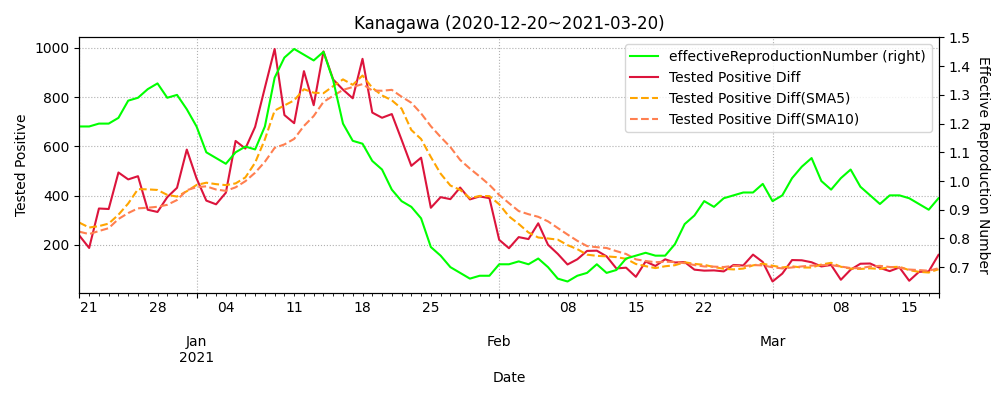 Kanagawa (2020-12-20~2021-03-20)
effectiveReproductionNumber (right)
Tested Positive Diff
Tested Positive Diff(SMA5)
Tested Positive Diff(SMA10)
Tested Positive
1000
800
600
400
200
1.5
1.4
1.3
1.2
1.1
1.0
0.9
0.8
0.7
Effective Reproduction Number
21 28 04 11 18 25 08 15 22 08 15
Jan Feb Mar
2021
Date